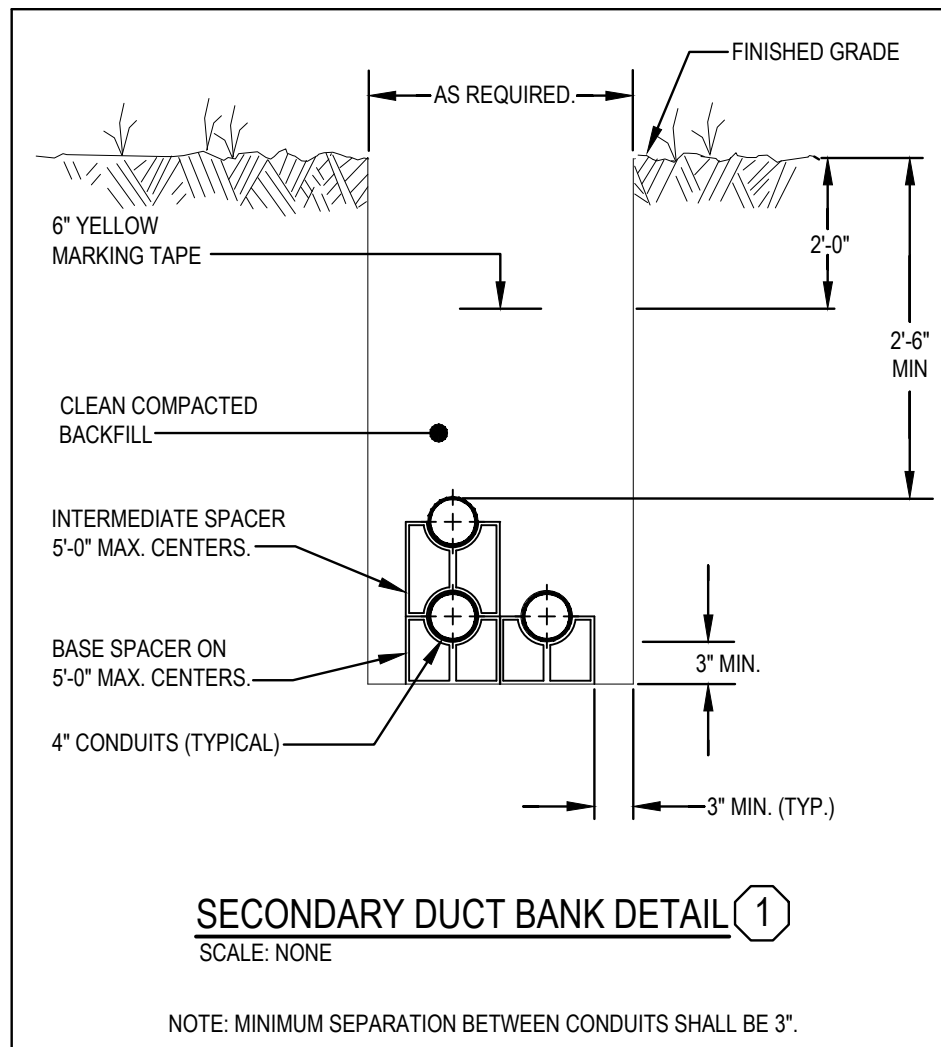 FINISHED GRADE
AS REQUIRED.
6" YELLOW
MARKING TAPE
2'-0"
2'-6"
MIN
CLEAN COMPACTED
BACKFILL
INTERMEDIATE SPACER
5'-0" MAX. CENTERS.
BASE SPACER ON
5'-0" MAX. CENTERS.
3" MIN.
4" CONDUITS (TYPICAL)
3" MIN. (TYP.)
SECONDARY DUCT BANK DETAIL 1
SCALE: NONE
NOTE: MINIMUM SEPARATION BETWEEN CONDUITS SHALL BE 3".